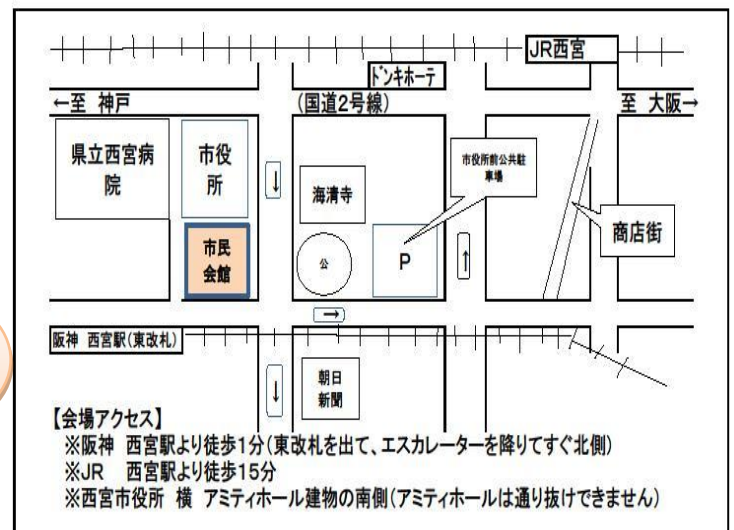 JR西宮
ドンキホーテ
←至 神戸
(国道2号線)
至 大阪→
県立西宮病
院
市役
所
↓
海清寺
市役所前公共駐
車場
商店街
市民
会館
公
P
↑
→
阪神 西宮駅(東改札)
↓
朝日
新聞
【会場アクセス】
※阪神 西宮駅より徒歩1分(東改札を出て、エスカレーターを降りてすぐ北側)
※JR 西宮駅より徒歩15分
※西宮市役所 横 アミティホール建物の南側(アミティホールは通り抜けできません)